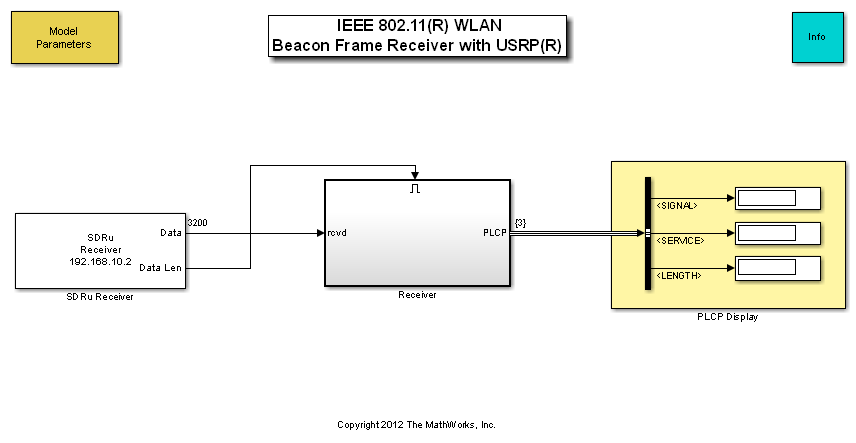 Model
Parameters
IEEE 802.11(R) WLAN
Beacon Frame Receiver with USRP(R)
Info
SDRu
Receiver
192.168.10.2
Data
Data Len
3200
SDRu Receiver
rcvd
PLCP
{3}
Receiver
<SIGNAL>
<SERVICE>
<LENGTH>
PLCP Display
Copyright 2012 The MathWorks, Inc.